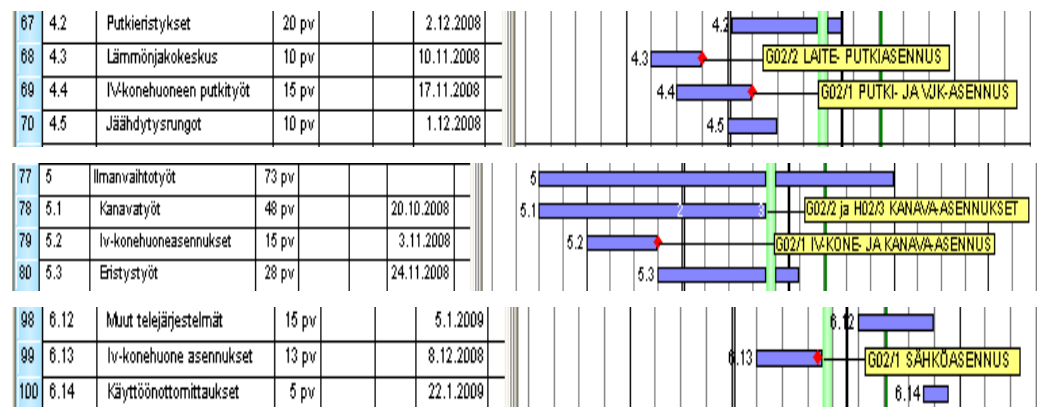 67 4.2 Putkieristykset 20 pv 2.12.2008 4.2
68 4.3 Lämmönjakokeskus 10 pv 10.11.2008 4.3 G02/2 LAITE- PUTKIASENNUS
69 4.4 IV-konehuoneen putkityöt 15 pv 17.11.2008 4.4 G02/1 PUTKI- JA VJK-ASENNUS
70 4.5 Jäähdytysrungot 10 pv 1.12.2008 4.5
77 5 Ilmanvaihtotyöt 73 pv 5
78 5.1 Kanavatyöt 48 pv 20.10.2008 5.1 2 3 G02/2 ja H02/3 KANAVA-ASENNUKSET
79 5.2 Iv-konehuoneasennukset 15 pv 3.11.2008 5.2 G02/1 IV-KONE- JA KANAVA-ASENNUS
80 5.3 Eristystyöt 28 pv 24.11.2008 5.3
98 6.12 Muut telejärjestelmät 15 pv 5.1.2009 6.12
99 6.13 Iv-konehuone asennukset 13 pv 8.12.2008 6.13 G02/1 SÄHKÖASENNUS
100 6.14 Käyttöönottomittaukset 5 pv 22.1.2009 6.14